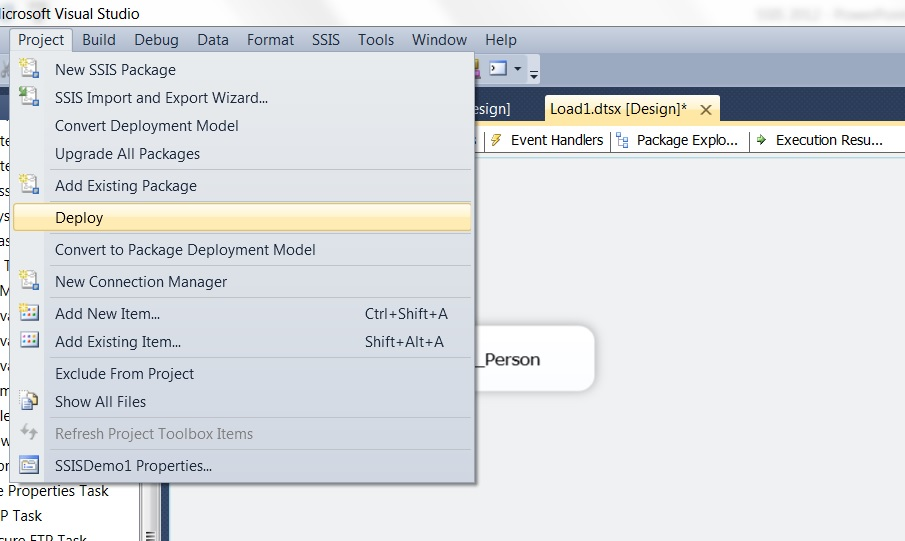 icrosoft Visual Studio
Project Build Debug Data Format SSIS Tools Window Help
New SSIS Package
SSIS Import and Export Wizard...
Convert Deployment Model
Upgrade All Packages
Add Existing Package
Deploy
Convert to Package Deployment Model
New Connection Manager
Add New Item... Ctrl+Shift+A
Add Existing Item... Shift+Alt+A
Exclude From Project
Show All Files
Refresh Project Toolbox Items
SSISDemo1 Properties...
esign] Load1.dtsx [Design]*
Event Handlers Package Explo... Execution Resu...
_Person
e Properties Task
P Task
cure FTP Task